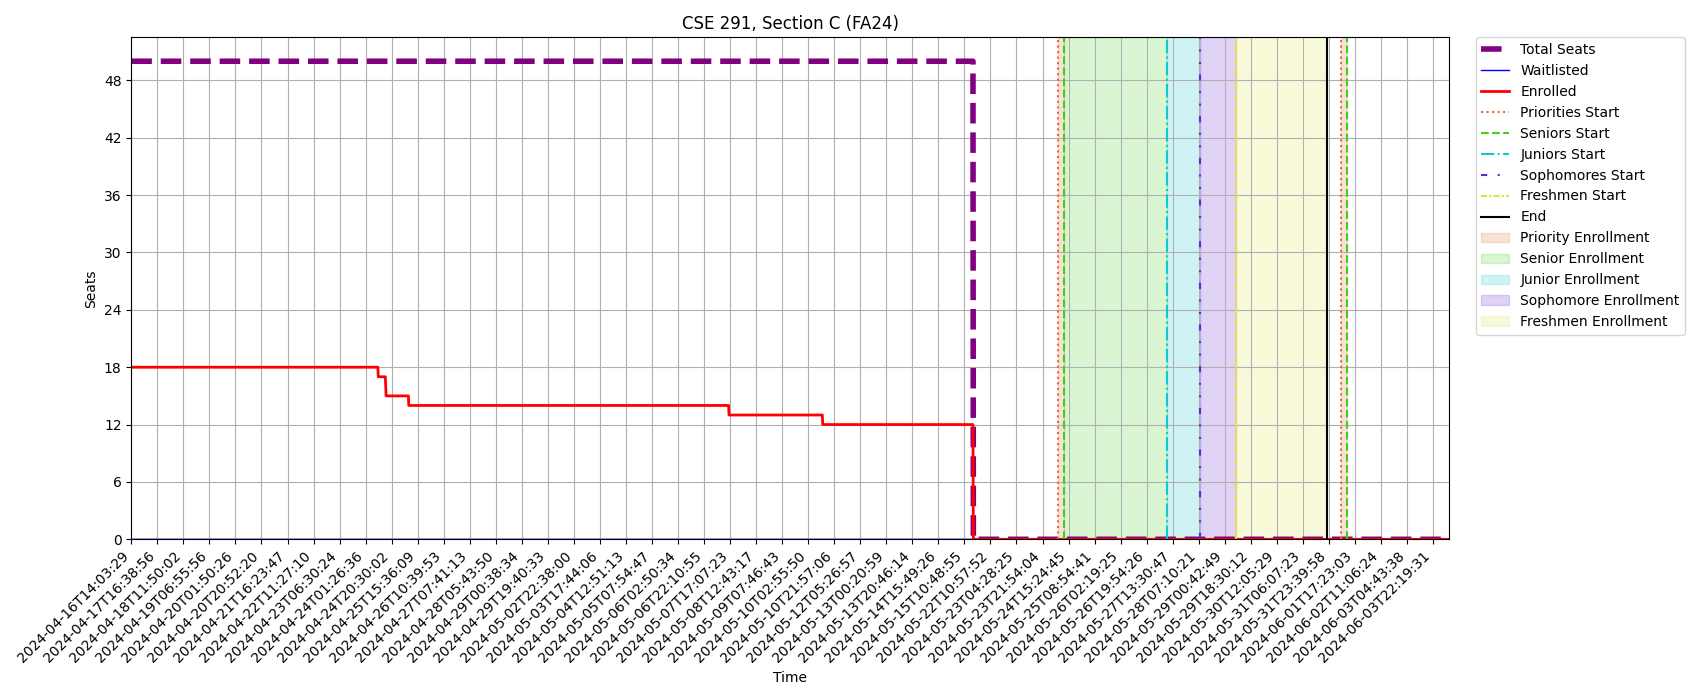 CSE 291, Section C (FA24)
Seats
48
42
36
30
24
18
12
6
0
2024-04-16T14:03:29
2024-04-17T16:38:56
2024-04-18T11:50:02
2024-04-19T06:55:56
2024-04-20T01:50:26
2024-04-20T20:52:20
2024-04-21T16:23:47
2024-04-22T11:27:10
2024-04-23T06:30:24
2024-04-24T01:26:36
2024-04-24T20:30:02
2024-04-25T15:36:09
2024-04-26T10:39:53
2024-04-27T07:41:13
2024-04-28T05:43:50
2024-04-29T00:38:34
2024-04-29T19:40:33
2024-05-02T22:38:00
2024-05-03T17:44:06
2024-05-04T12:51:13
2024-05-05T07:54:47
2024-05-06T02:50:34
2024-05-06T22:10:55
2024-05-07T17:07:23
2024-05-08T12:43:17
2024-05-09T07:46:43
2024-05-10T02:55:50
2024-05-10T21:57:06
2024-05-12T05:26:57
2024-05-13T00:20:59
2024-05-13T20:46:14
2024-05-14T15:49:26
2024-05-15T10:48:55
2024-05-22T10:57:52
2024-05-23T04:28:25
2024-05-23T21:54:04
2024-05-24T15:24:45
2024-05-25T08:54:41
2024-05-26T02:19:25
2024-05-26T19:54:26
2024-05-27T13:30:47
2024-05-28T07:10:21
2024-05-29T00:42:49
2024-05-29T18:30:12
2024-05-30T12:05:29
2024-05-31T06:07:23
2024-05-31T23:39:58
2024-06-01T17:23:03
2024-06-02T11:06:24
2024-06-03T04:43:38
2024-06-03T22:19:31
Time
Total Seats
Waitlisted
Enrolled
Priorities Start
Seniors Start
Juniors Start
Sophomores Start
Freshmen Start
End
Priority Enrollment
Senior Enrollment
Junior Enrollment
Sophomore Enrollment
Freshmen Enrollment